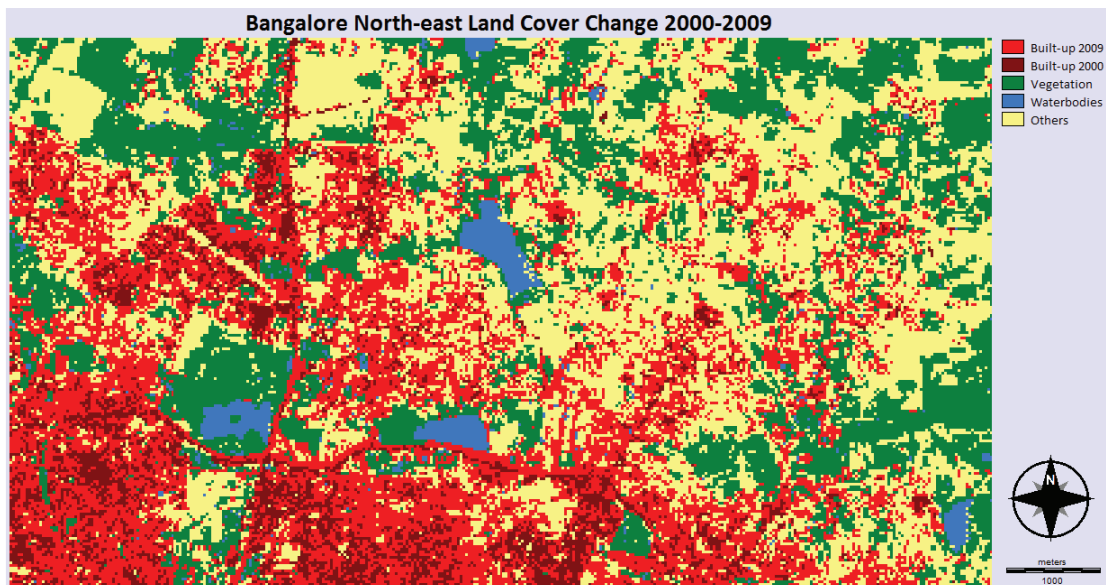 Bangalore North-east Land Cover Change 2000-2009
Built-up 2009
Built-up 2000
Vegetation
Waterbodies
Others
N
meters
1000